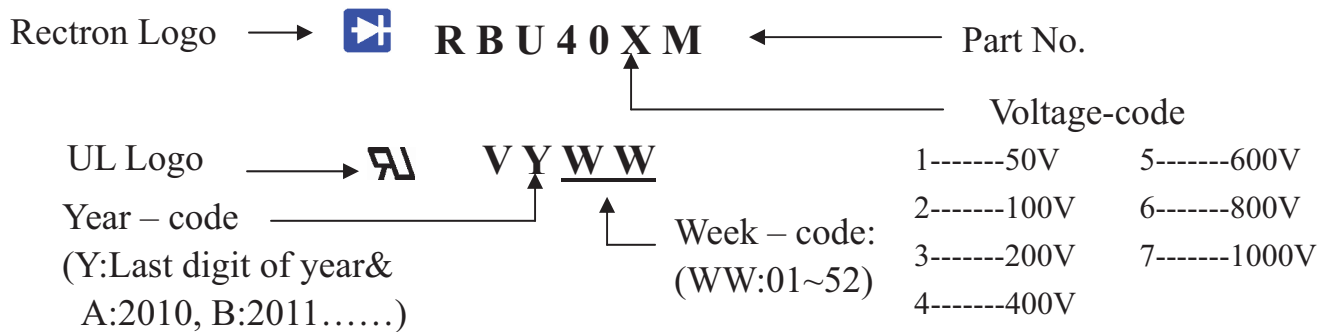 Rectron Logo RBU40XM Part No.
Voltage-code
UL Logo VYWW 1-------50V 5-------600V
Year – code 2-------100V 6-------800V
Week – code:
(Y:Last digit of year& (WW:01~52) 3-------200V 7-------1000V
A:2010, B:2011……) 4-------400V